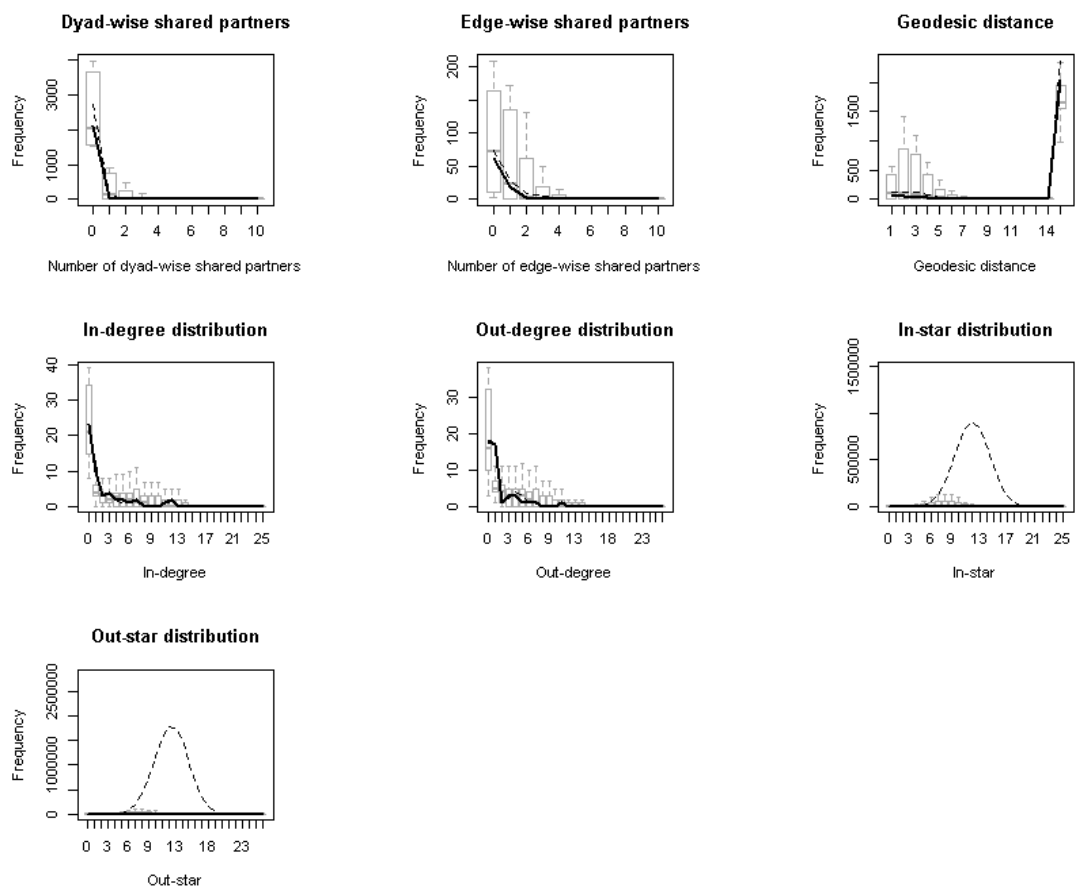 Dyad-wise shared partners
Frequency
1000 3000
0 2 4 6 8 10
Number of dyad-wise shared partners
Edge-wise shared partners
Frequency
0 50 100 150 200
0 2 4 6 8 10
Number of edge-wise shared partners
Geodesic distance
Frequency
0 500 1500
1 3 5 7 9 11 14
Geodesic distance
In-degree distribution
Frequency
0 10 20 30 40
0 3 6 9 13 17 21 25
In-degree
Out-degree distribution
Frequency
0 10 20 30
0 3 6 9 13 18 23
Out-degree
In-star distribution
Frequency
0 500000 1500000
0 3 6 9 13 17 21 25
In-star
Out-star distribution
Frequency
0 1000000 2500000
0 3 6 9 13 18 23
Out-star